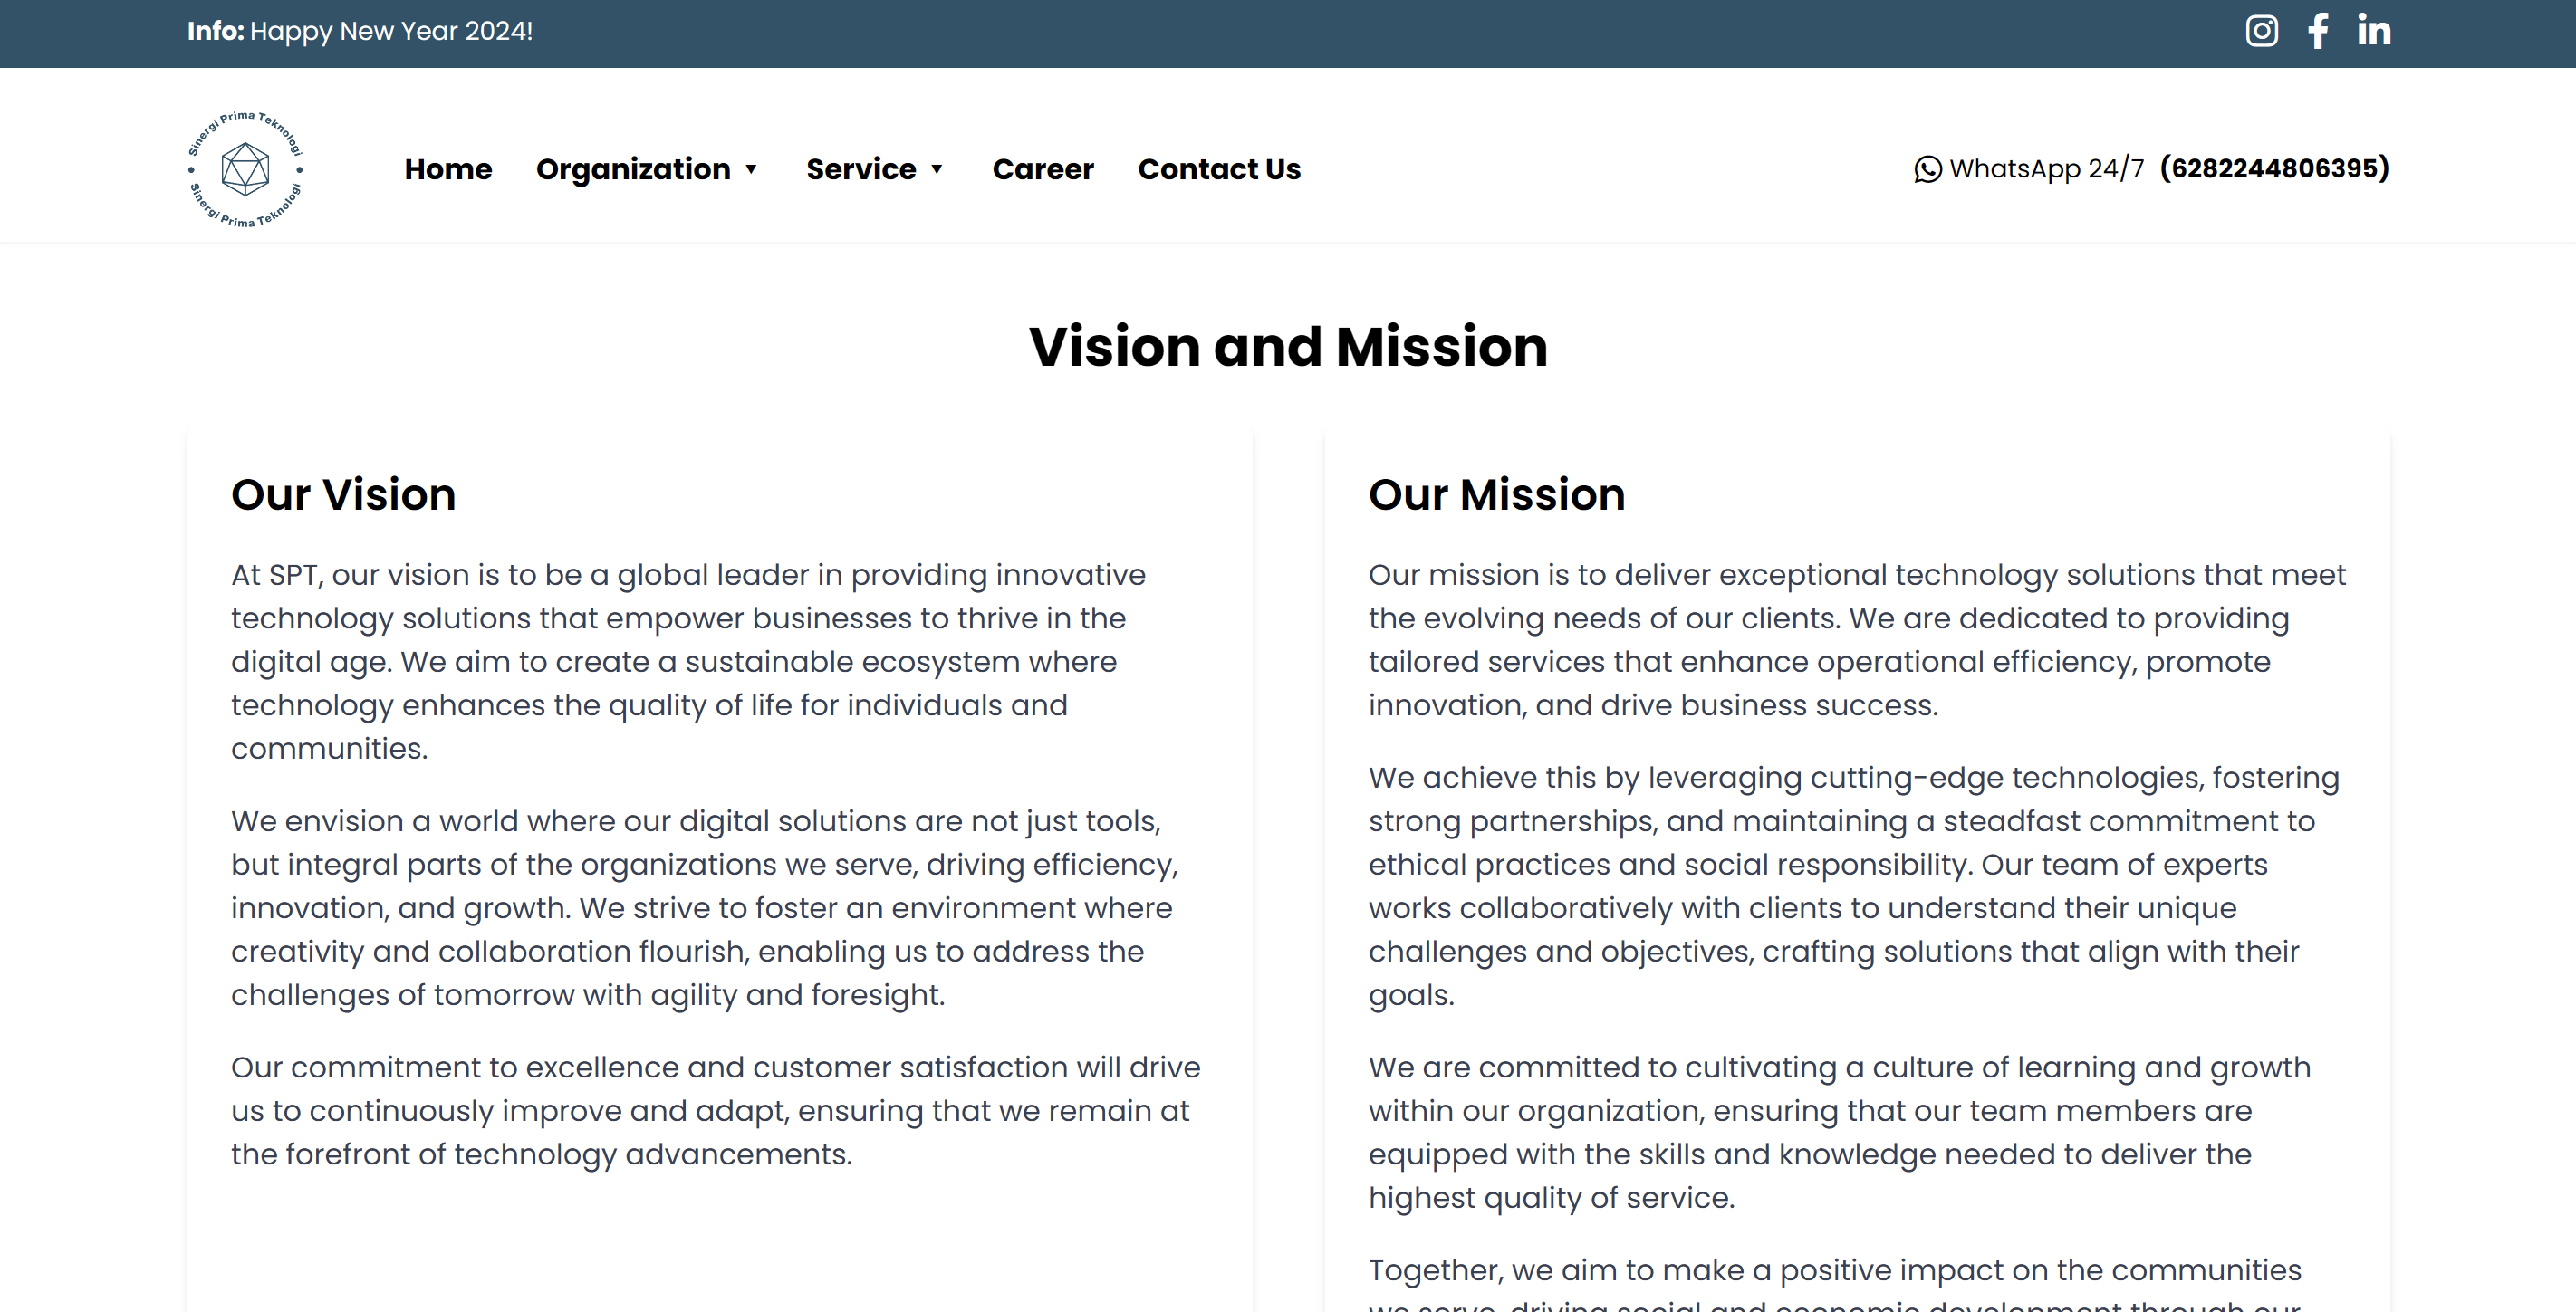 Info: Happy New Year 2024!
Sinergi Prima Teknologi
Sinergi Prima Teknologi
Home Organization Service Career Contact Us
WhatsApp 24/7 (6282244806395)
Vision and Mission
Our Vision
At SPT, our vision is to be a global leader in providing innovative
technology solutions that empower businesses to thrive in the
digital age. We aim to create a sustainable ecosystem where
technology enhances the quality of life for individuals and
communities.
We envision a world where our digital solutions are not just tools,
but integral parts of the organizations we serve, driving efficiency,
innovation, and growth. We strive to foster an environment where
creativity and collaboration flourish, enabling us to address the
challenges of tomorrow with agility and foresight.
Our commitment to excellence and customer satisfaction will drive
us to continuously improve and adapt, ensuring that we remain at
the forefront of technology advancements.
Our Mission
Our mission is to deliver exceptional technology solutions that meet
the evolving needs of our clients. We are dedicated to providing
tailored services that enhance operational efficiency, promote
innovation, and drive business success.
We achieve this by leveraging cutting-edge technologies, fostering
strong partnerships, and maintaining a steadfast commitment to
ethical practices and social responsibility. Our team of experts
works collaboratively with clients to understand their unique
challenges and objectives, crafting solutions that align with their
goals.
We are committed to cultivating a culture of learning and growth
within our organization, ensuring that our team members are
equipped with the skills and knowledge needed to deliver the
highest quality of service.
Together, we aim to make a positive impact on the communities
we serve, driving social and economic development through our